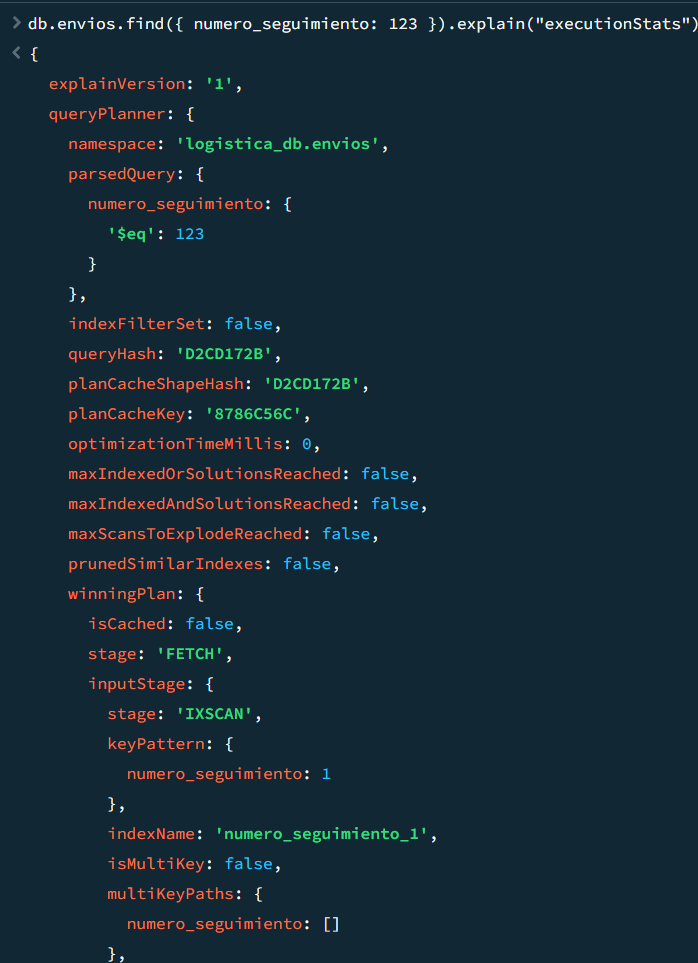 > db.envios.find({ numero_seguimiento: 123 }).explain("executionStats")
< {
explainVersion: '1',
queryPlanner: {
namespace: 'logistica_db.envios',
parsedQuery: {
numero_seguimiento: {
'$eq': 123
}
},
indexFilterSet: false,
queryHash: 'D2CD172B',
planCacheShapeHash: 'D2CD172B',
planCacheKey: '8786C56C',
optimizationTimeMillis: 0,
maxIndexedOrSolutionsReached: false,
maxIndexedAndSolutionsReached: false,
maxScansToExplodeReached: false,
prunedSimilarIndexes: false,
winningPlan: {
isCached: false,
stage: 'FETCH',
inputStage: {
stage: 'IXSCAN',
keyPattern: {
numero_seguimiento: 1
},
indexName: 'numero_seguimiento_1',
isMultiKey: false,
multiKeyPaths: {
numero_seguimiento: []
},